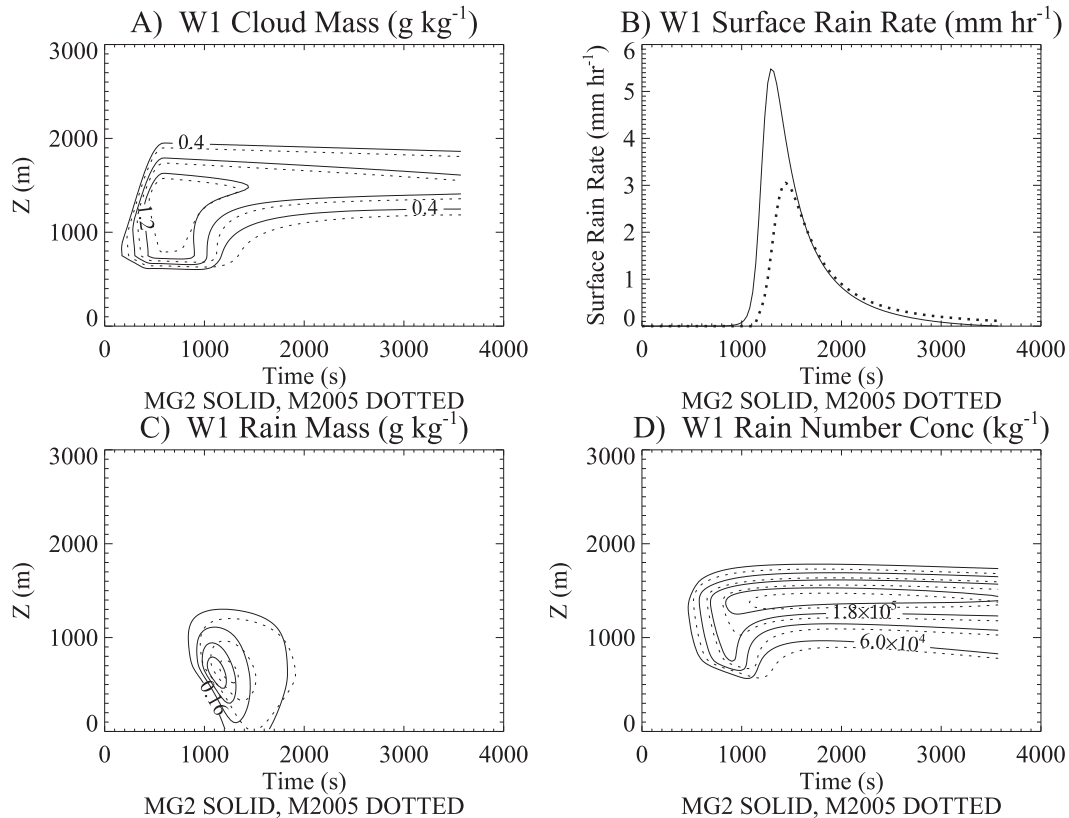 A) W1 Cloud Mass (g kg⁻¹)
B) W1 Surface Rain Rate (mm hr⁻¹)
3000
2000
1000
0
Z (m)
0.4
1.2
0.4
0 1000 2000 3000 4000
Time (s)
MG2 SOLID, M2005 DOTTED
6
5
4
3
2
1
0
Surface Rain Rate (mm hr⁻¹)
0 1000 2000 3000 4000
Time (s)
MG2 SOLID, M2005 DOTTED
C) W1 Rain Mass (g kg⁻¹)
D) W1 Rain Number Conc (kg⁻¹)
3000
2000
1000
0
Z (m)
0.16
0 1000 2000 3000 4000
Time (s)
MG2 SOLID, M2005 DOTTED
3000
2000
1000
0
Z (m)
1.8×10⁵
6.0×10⁴
0 1000 2000 3000 4000
Time (s)
MG2 SOLID, M2005 DOTTED